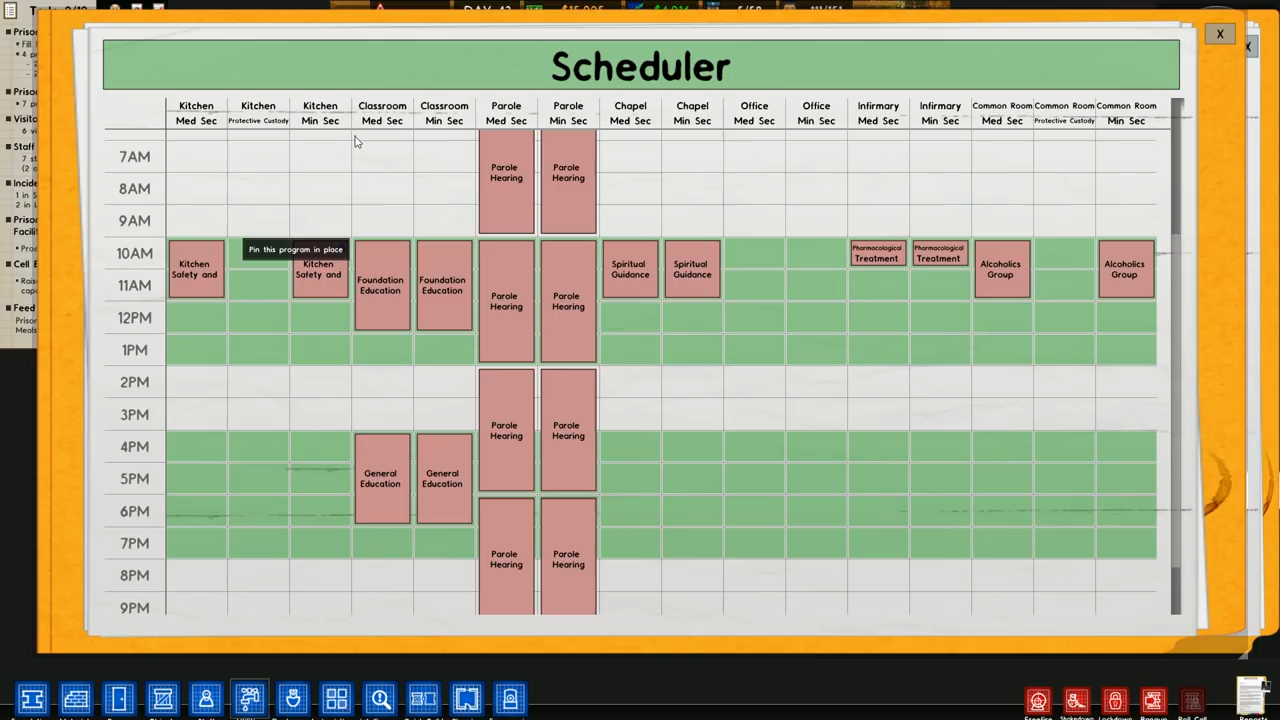 DAY
X
X
Scheduler
Kitchen Kitchen Kitchen Classroom Classroom Parole Parole Chapel Chapel Office Office Infirmary Infirmary Common Room Common Room Common Room
Med Sec Protective Custody Min Sec Med Sec Min Sec Med Sec Min Sec Med Sec Min Sec Med Sec Min Sec Med Sec Min Sec Med Sec Protective Custody Min Sec
7AM
Parole Hearing
Parole Hearing
8AM
9AM
10AM
Pin this program in place
Kitchen Safety and
Kitchen Safety and
Foundation Education
Foundation Education
Parole Hearing
Parole Hearing
Spiritual Guidance
Spiritual Guidance
Pharmacological Treatment
Pharmacological Treatment
Alcoholics Group
Alcoholics Group
11AM
12PM
1PM
2PM
3PM
Parole Hearing
Parole Hearing
4PM
5PM
General Education
General Education
6PM
7PM
Parole Hearing
Parole Hearing
8PM
9PM
Staff
Cell
Feed
Meals